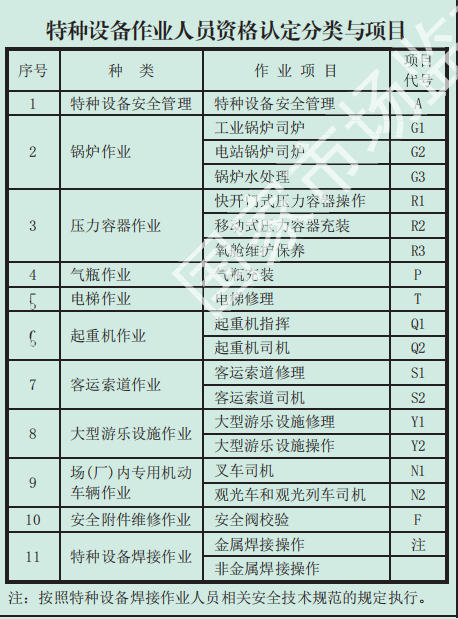 特种设备作业人员资格认定分类与项目
序号 种 类 作 业 项 目 项目代号
1 特种设备安全管理 特种设备安全管理 A
2 锅炉作业 工业锅炉司炉 G1
电站锅炉司炉 G2
锅炉水处理 G3
3 压力容器作业 快开门式压力容器操作 R1
移动式压力容器充装 R2
氧舱维护保养 R3
4 气瓶作业 气瓶充装 P
5 电梯作业 电梯修理 T
6 起重机作业 起重机指挥 Q1
起重机司机 Q2
7 客运索道作业 客运索道修理 S1
客运索道司机 S2
8 大型游乐设施作业 大型游乐设施修理 Y1
大型游乐设施操作 Y2
9 场(厂)内专用机动车辆作业 叉车司机 N1
观光车和观光列车司机 N2
10 安全附件维修作业 安全阀校验 F
11 特种设备焊接作业 金属焊接操作 注
非金属焊接操作
注：按照特种设备焊接作业人员相关安全技术规范的规定执行。
国家市场监